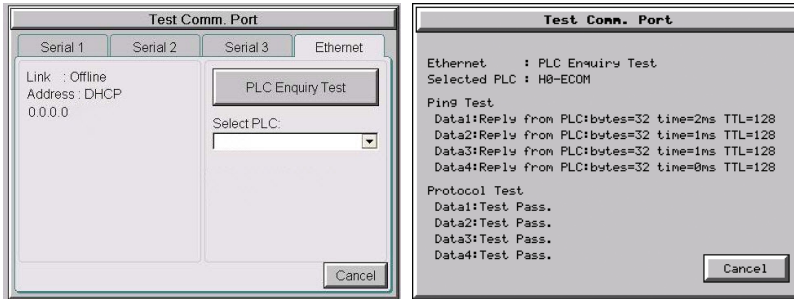 Test Comm. Port
Serial 1 Serial 2 Serial 3 Ethernet
Link : Offline
Address : DHCP
0.0.0.0
PLC Enquiry Test
Select PLC:
Cancel
Test Comm. Port
Ethernet : PLC Enquiry Test
Selected PLC : H0-ECOM
Ping Test
Data1:Reply from PLC:bytes=32 time=2ms TTL=128
Data2:Reply from PLC:bytes=32 time=1ms TTL=128
Data3:Reply from PLC:bytes=32 time=1ms TTL=128
Data4:Reply from PLC:bytes=32 time=0ms TTL=128
Protocol Test
Data1:Test Pass.
Data2:Test Pass.
Data3:Test Pass.
Data4:Test Pass.
Cancel